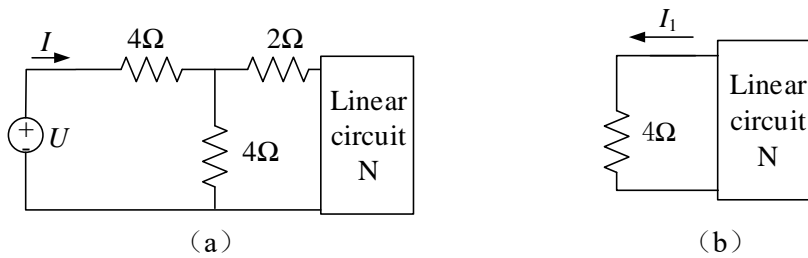 I
4Ω
2Ω
+
-
U
4Ω
Linear
circuit
N
（a）
I₁
4Ω
Linear
circuit
N
（b）